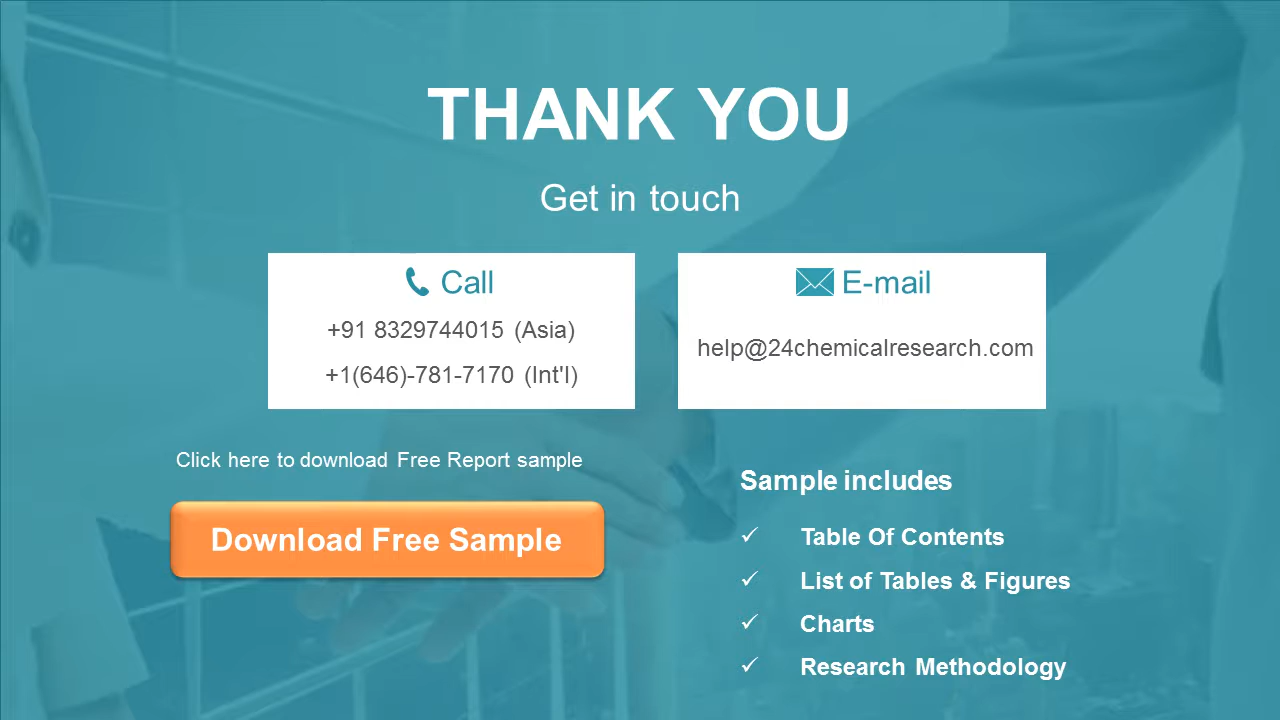 THANK YOU
Get in touch
Call
+91 8329744015 (Asia)
+1(646)-781-7170 (Int'l)
E-mail
help@24chemicalresearch.com
Click here to download Free Report sample
Download Free Sample
Sample includes
✓ Table Of Contents
✓ List of Tables & Figures
✓ Charts
✓ Research Methodology